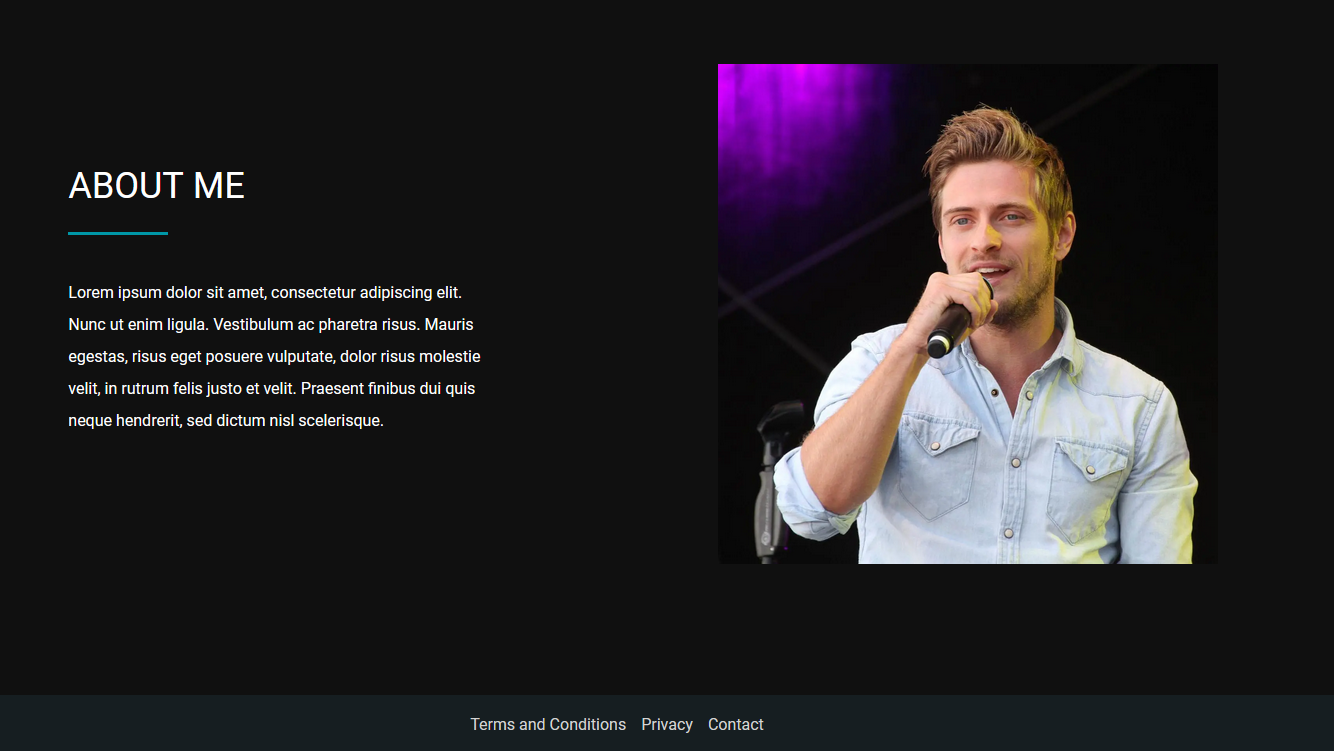 ABOUT ME
Lorem ipsum dolor sit amet, consectetur adipiscing elit.
Nunc ut enim ligula. Vestibulum ac pharetra risus. Mauris
egestas, risus eget posuere vulputate, dolor risus molestie
velit, in rutrum felis justo et velit. Praesent finibus dui quis
neque hendrerit, sed dictum nisl scelerisque.
Terms and Conditions Privacy Contact